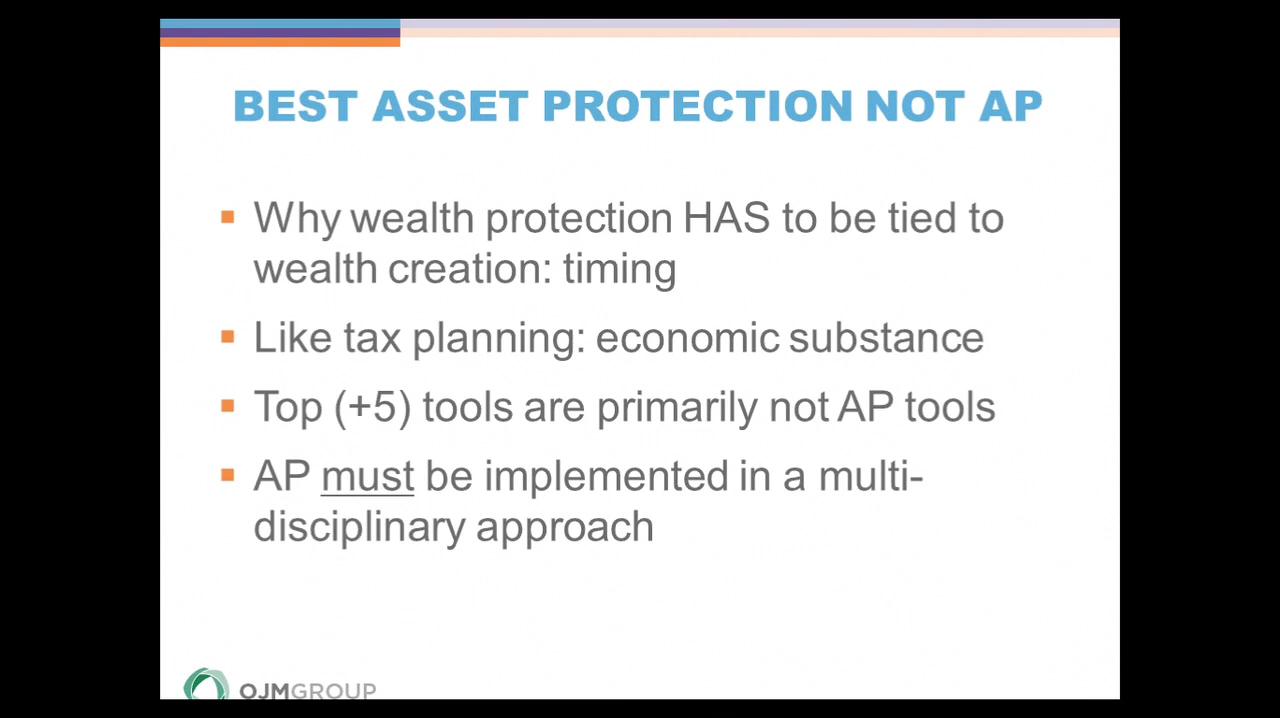 BEST ASSET PROTECTION NOT AP
Why wealth protection HAS to be tied to
wealth creation: timing
Like tax planning: economic substance
Top (+5) tools are primarily not AP tools
AP must be implemented in a multi-
disciplinary approach
OJMGROUP